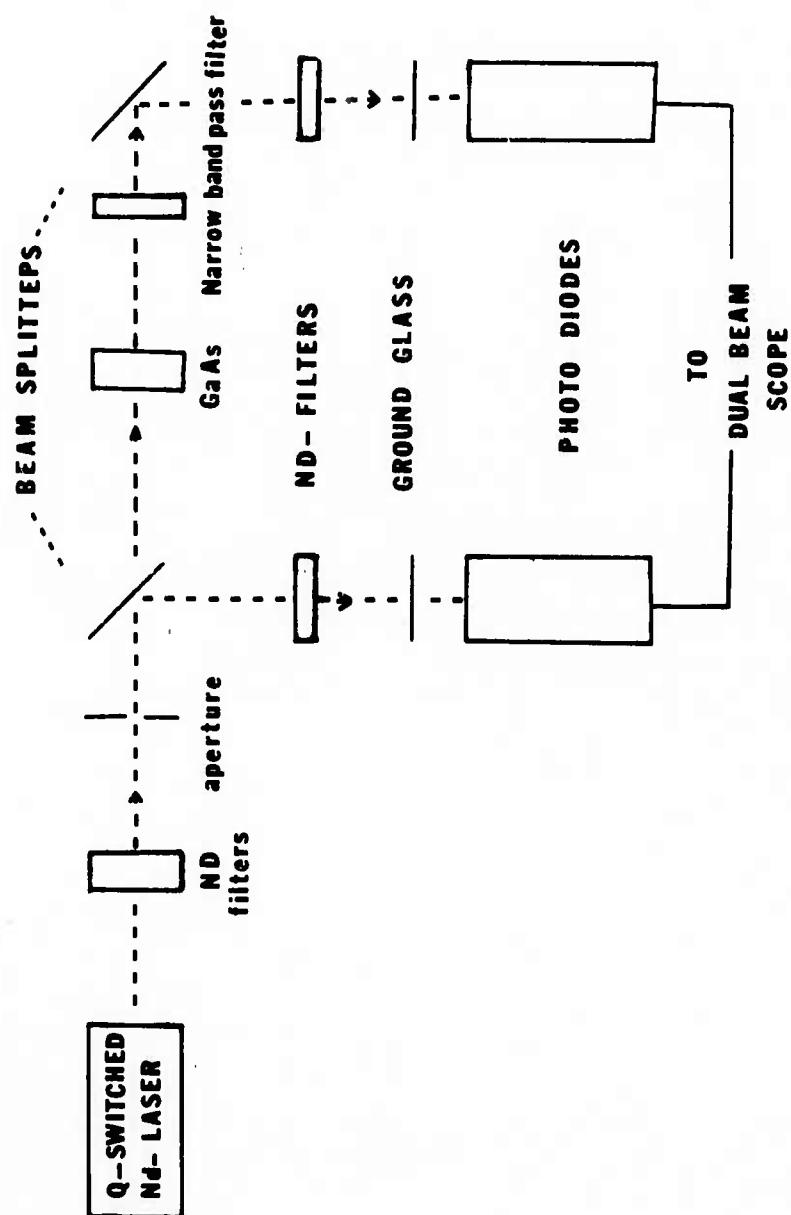 BEAM SPLITTEPS
Q-SWITCHED
Nd-LASER
ND
filters
aperture
GaAs
Narrow band pass filter
ND-FILTERS
GROUND GLASS
PHOTO DIODES
TO
DUAL BEAM
SCOPE